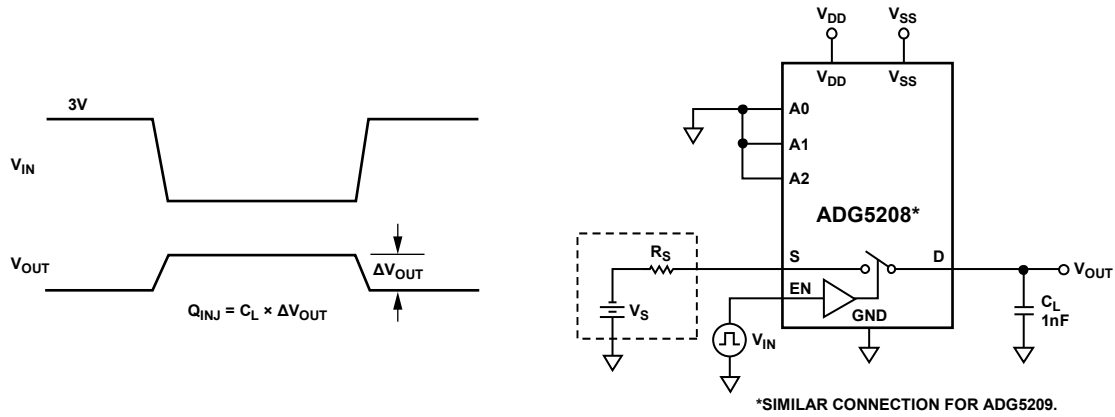 3V
V_IN
V_OUT
ΔV_OUT
Q_INJ = C_L × ΔV_OUT
V_DD
V_SS
V_DD
V_SS
A0
A1
A2
ADG5208*
R_S
S
D
V_OUT
EN
GND
V_S
V_IN
C_L
1nF
*SIMILAR CONNECTION FOR ADG5209.